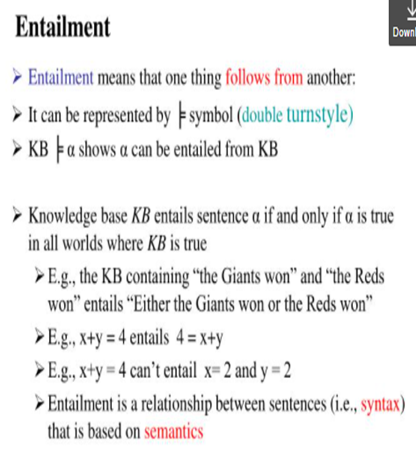 Entailment
Downl
➤ Entailment means that one thing follows from another:
➤ It can be represented by ⊨ symbol (double turnstyle)
➤ KB ⊨ α shows α can be entailed from KB
➤ Knowledge base KB entails sentence α if and only if α is true
in all worlds where KB is true
➤ E.g., the KB containing “the Giants won” and “the Reds
won” entails “Either the Giants won or the Reds won”
➤ E.g., x+y = 4 entails 4 = x+y
➤ E.g., x+y = 4 can’t entail x= 2 and y = 2
➤ Entailment is a relationship between sentences (i.e., syntax)
that is based on semantics